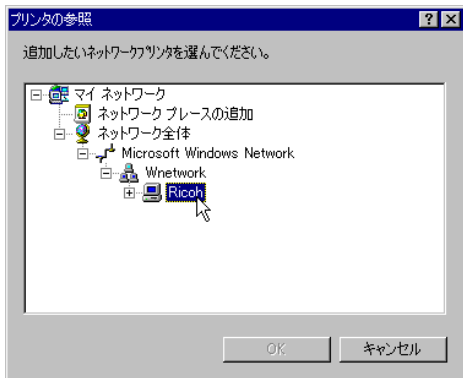 プリンタの参照
追加したいネットワークプリンタを選んでください。
マイ ネットワーク
ネットワーク プレースの追加
ネットワーク全体
Microsoft Windows Network
Wnetwork
Ricoh
OK
キャンセル